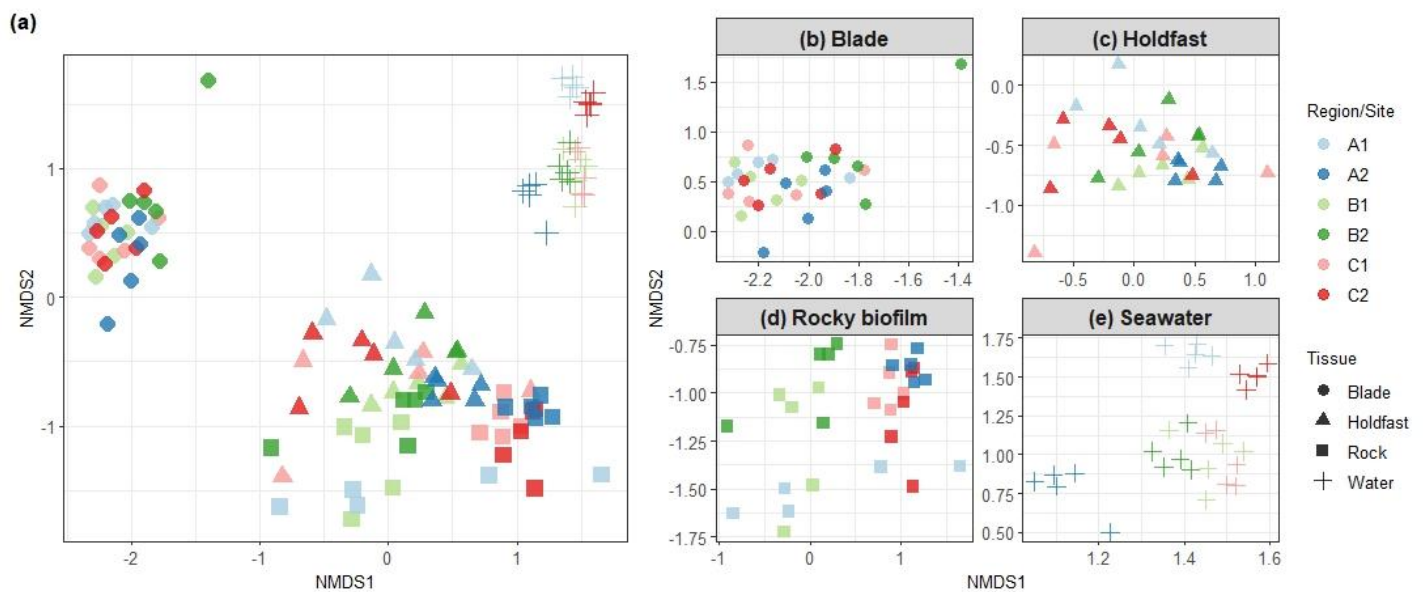 (a)
1
0
-1
-2
-1
0
1
NMDS2
NMDS1
(b) Blade
1.5
1.0
0.5
0.0
-2.2
-2.0
-1.8
-1.6
-1.4
(c) Holdfast
0.0
-0.5
-1.0
-0.5
0.0
0.5
1.0
NMDS2
(d) Rocky biofilm
-0.75
-1.00
-1.25
-1.50
-1.75
-1
0
1
(e) Seawater
1.75
1.50
1.25
1.00
0.75
0.50
1.2
1.4
1.6
NMDS1
Region/Site
A1
A2
B1
B2
C1
C2
Tissue
Blade
Holdfast
Rock
Water